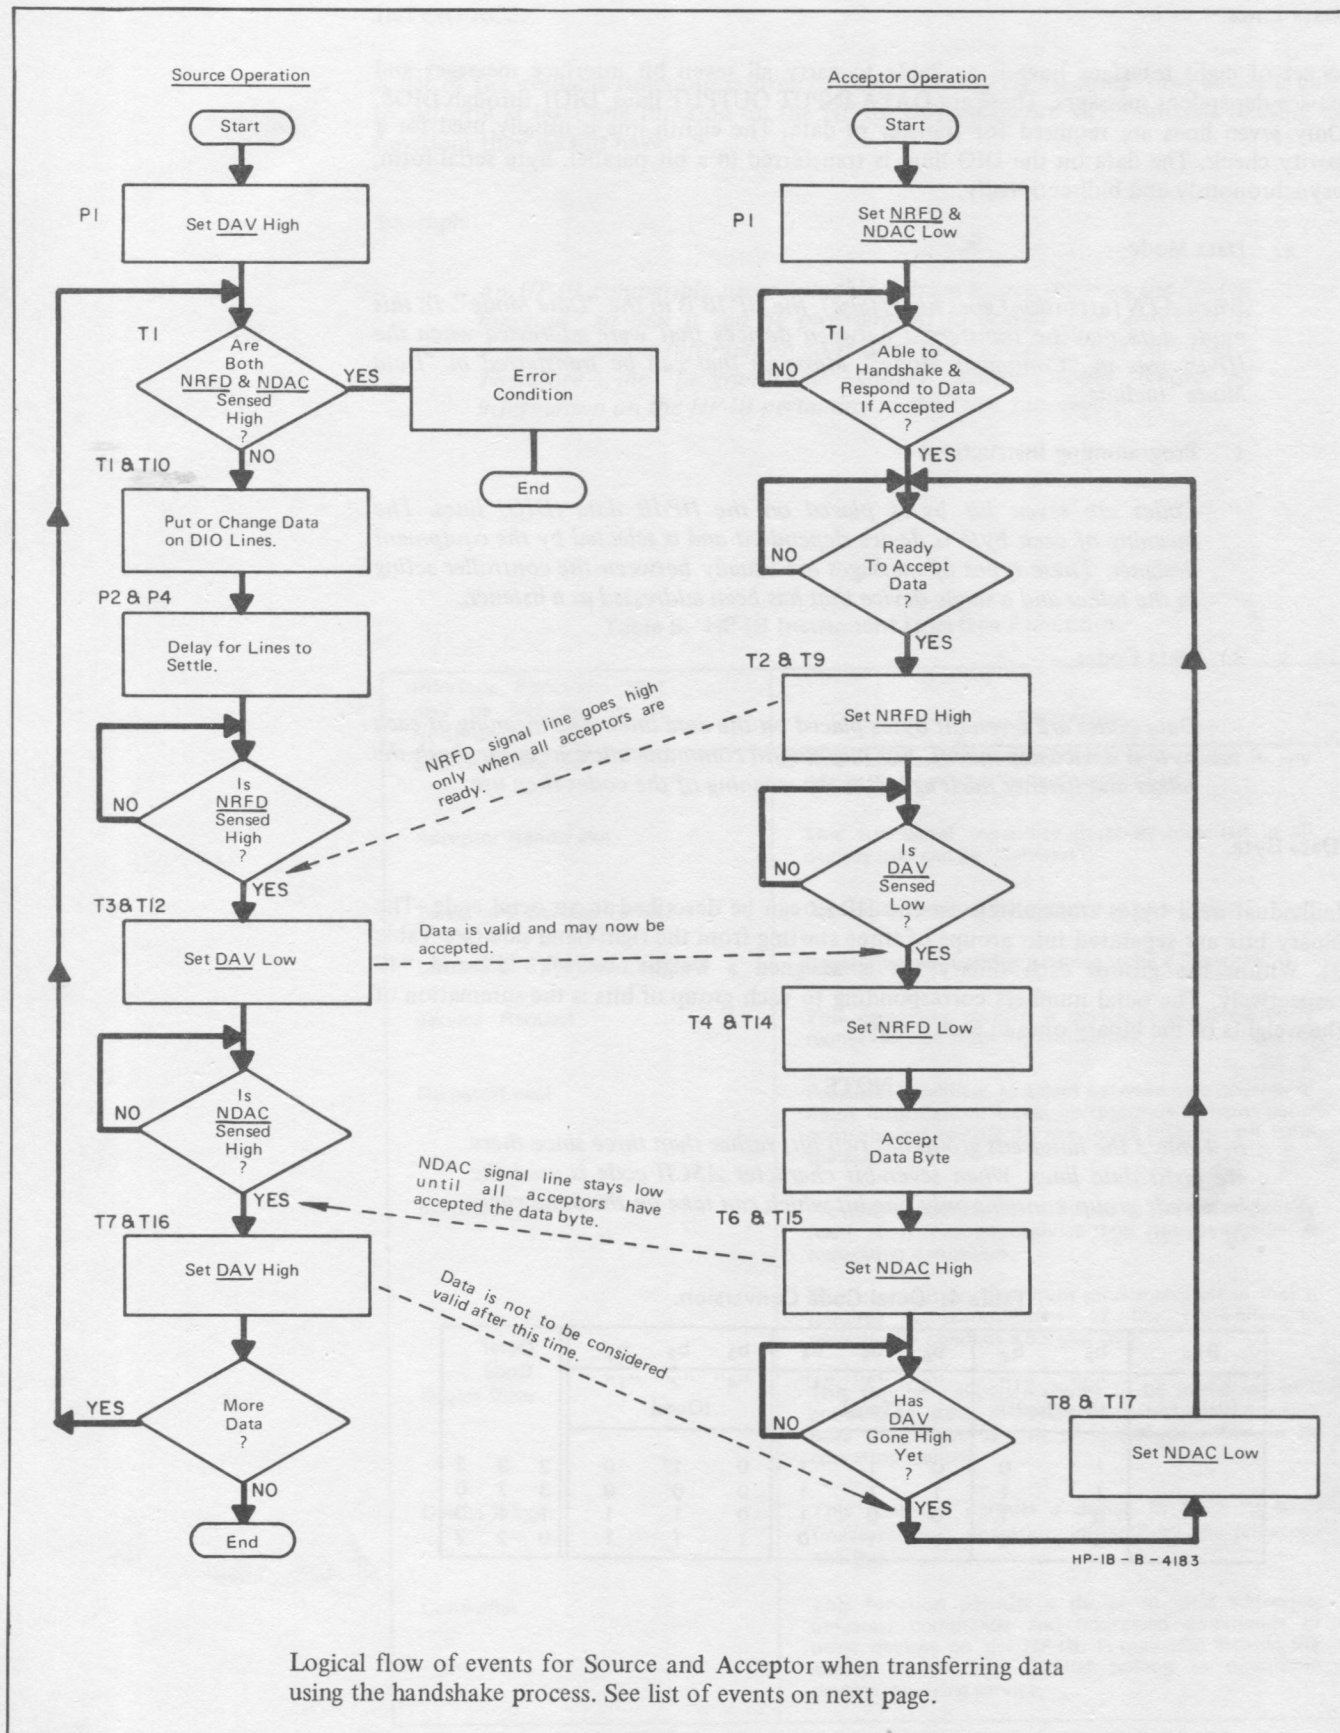 Source Operation
Start
P1
Set DAV High
T1
Are
Both
NRFD & NDAC
Sensed
High
?
YES
Error
Condition
End
NO
T1 & T10
Put or Change Data
on DIO Lines.
P2 & P4
Delay for Lines to
Settle.
Is
NRFD
Sensed
High
?
NO
YES
T3 & T12
Set DAV Low
Is
NDAC
Sensed
High
?
NO
YES
T7 & T16
Set DAV High
More
Data
?
YES
NO
End
NRFD signal line goes high
only when all acceptors are
ready.
Data is valid and may now be
accepted.
NDAC signal line stays low
until all acceptors have
accepted the data byte.
Data is not to be considered
valid after this time.
Acceptor Operation
Start
P1
Set NRFD &
NDAC Low
T1
Able to
Handshake &
Respond to Data
If Accepted
?
NO
YES
Ready
To Accept
Data
?
NO
YES
T2 & T9
Set NRFD High
Is
DAV
Sensed
Low
?
NO
YES
T4 & T14
Set NRFD Low
Accept
Data Byte
T6 & T15
Set NDAC High
Has
DAV
Gone High
Yet
?
NO
YES
T8 & T17
Set NDAC Low
HP-IB-B-4183
Logical flow of events for Source and Acceptor when transferring data
using the handshake process. See list of events on next page.